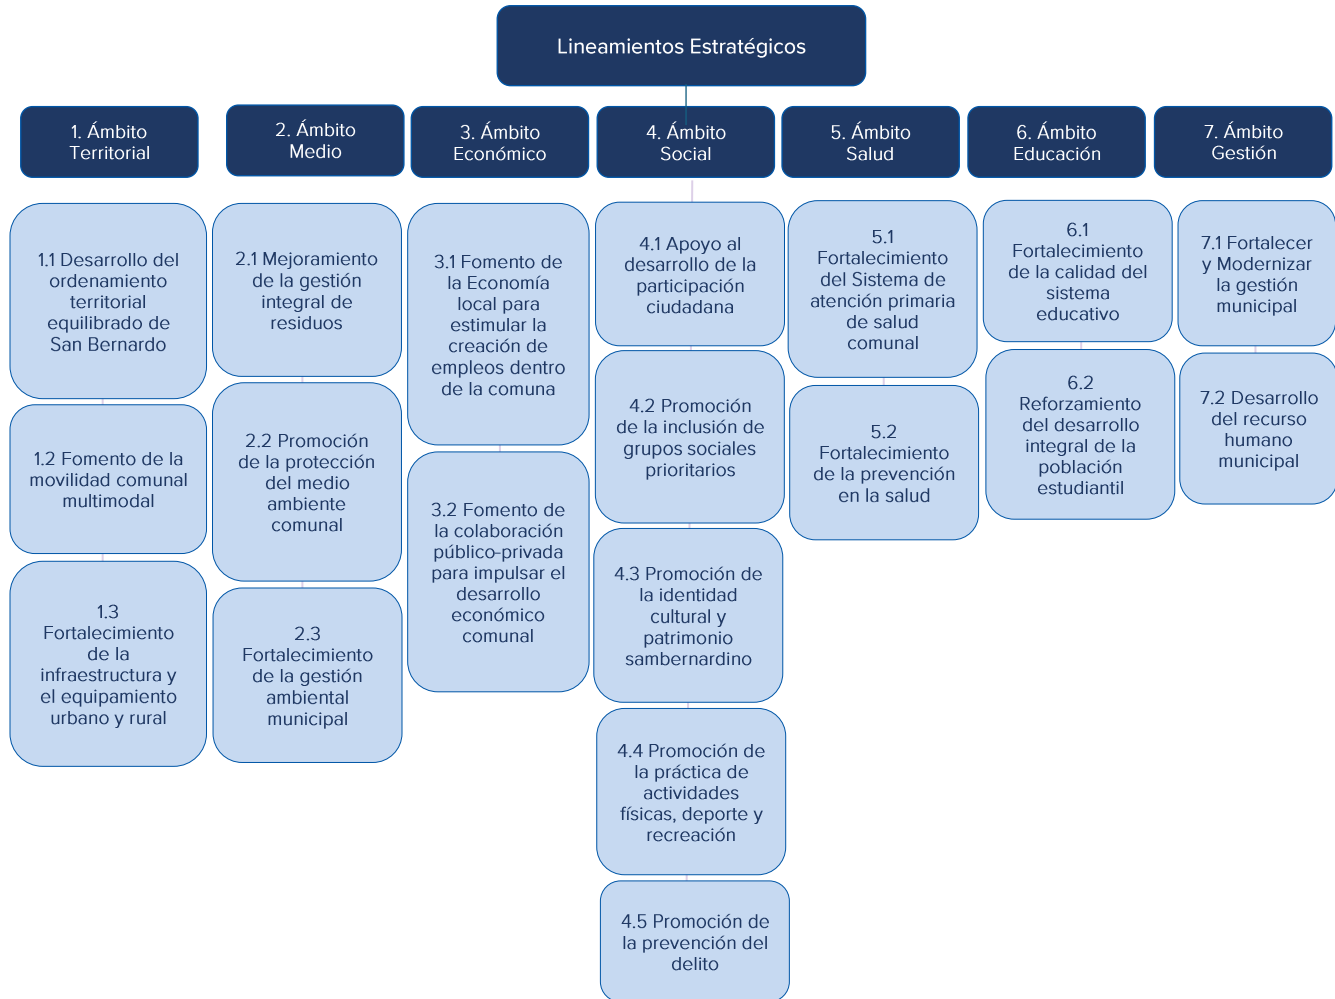 Lineamientos Estratégicos
1. Ámbito
Territorial
2. Ámbito
Medio
3. Ámbito
Económico
4. Ámbito
Social
5. Ámbito
Salud
6. Ámbito
Educación
7. Ámbito
Gestión
1.1 Desarrollo del
ordenamiento
territorial
equilibrado de
San Bernardo
1.2 Fomento de la
movilidad comunal
multimodal
1.3
Fortalecimiento
de la
infraestructura y
el equipamiento
urbano y rural
2.1 Mejoramiento
de la gestión
integral de
residuos
2.2 Promoción
de la protección
del medio
ambiente
comunal
2.3
Fortalecimiento
de la gestión
ambiental
municipal
3.1 Fomento de
la Economía
local para
estimular la
creación de
empleos dentro
de la comuna
3.2 Fomento de
la colaboración
público-privada
para impulsar el
desarrollo
económico
comunal
4.1 Apoyo al
desarrollo de la
participación
ciudadana
4.2 Promoción
de la inclusión de
grupos sociales
prioritarios
4.3 Promoción de
la identidad
cultural y
patrimonio
sambernardino
4.4 Promoción de
la práctica de
actividades
físicas, deporte y
recreación
4.5 Promoción de
la prevención del
delito
5.1
Fortalecimiento
del Sistema de
atención primaria
de salud
comunal
5.2
Fortalecimiento
de la prevención
en la salud
6.1
Fortalecimiento
de la calidad del
sistema
educativo
6.2
Reforzamiento
del desarrollo
integral de la
población
estudiantil
7.1 Fortalecer
y Modernizar
la gestión
municipal
7.2 Desarrollo
del recurso
humano
municipal